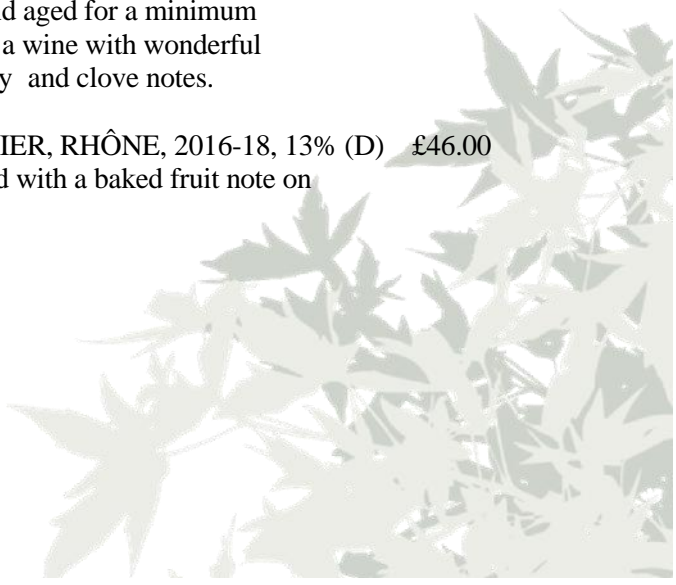 d aged for a minimum
a wine with wonderful
y and clove notes.
IER, RHÔNE, 2016-18, 13% (D) £46.00
d with a baked fruit note on